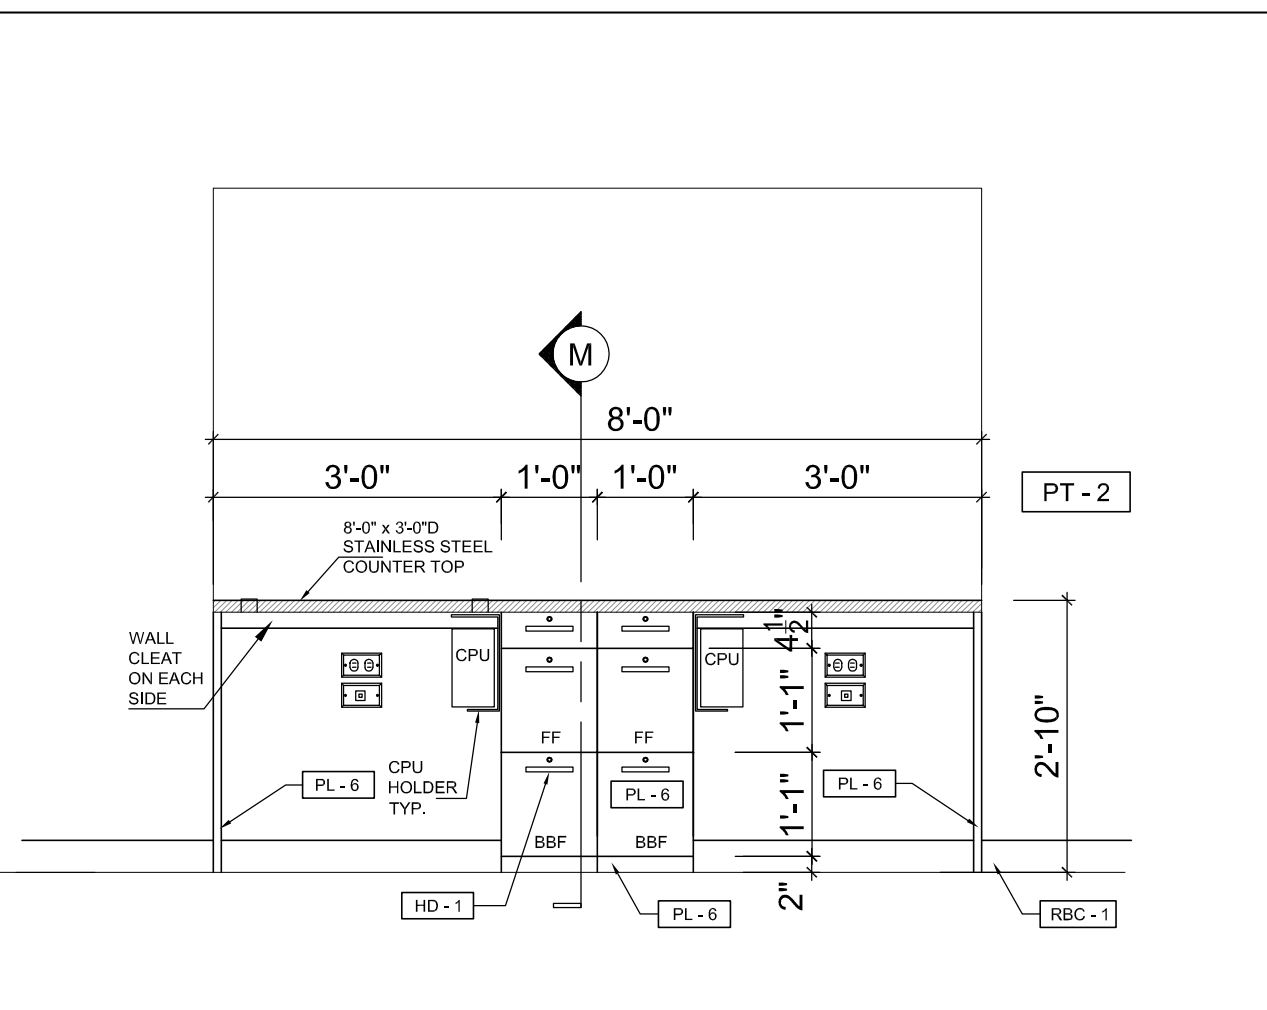 M
8'-0"
3'-0"
1'-0"
1'-0"
3'-0"
PT - 2
8'-0" x 3'-0"D
STAINLESS STEEL
COUNTER TOP
WALL
CLEAT
ON EACH
SIDE
CPU
CPU
4 1/2"
1'-1"
2'-10"
FF
FF
CPU
HOLDER
TYP.
PL - 6
PL - 6
PL - 6
1'-1"
BBF
BBF
2"
HD - 1
PL - 6
RBC - 1